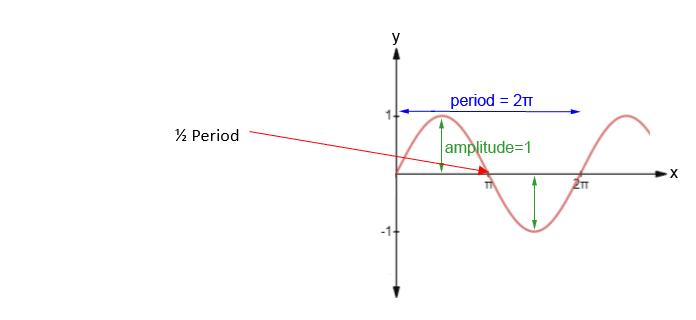 y
period = 2π
1
½ Period
amplitude=1
x
π
2π
-1